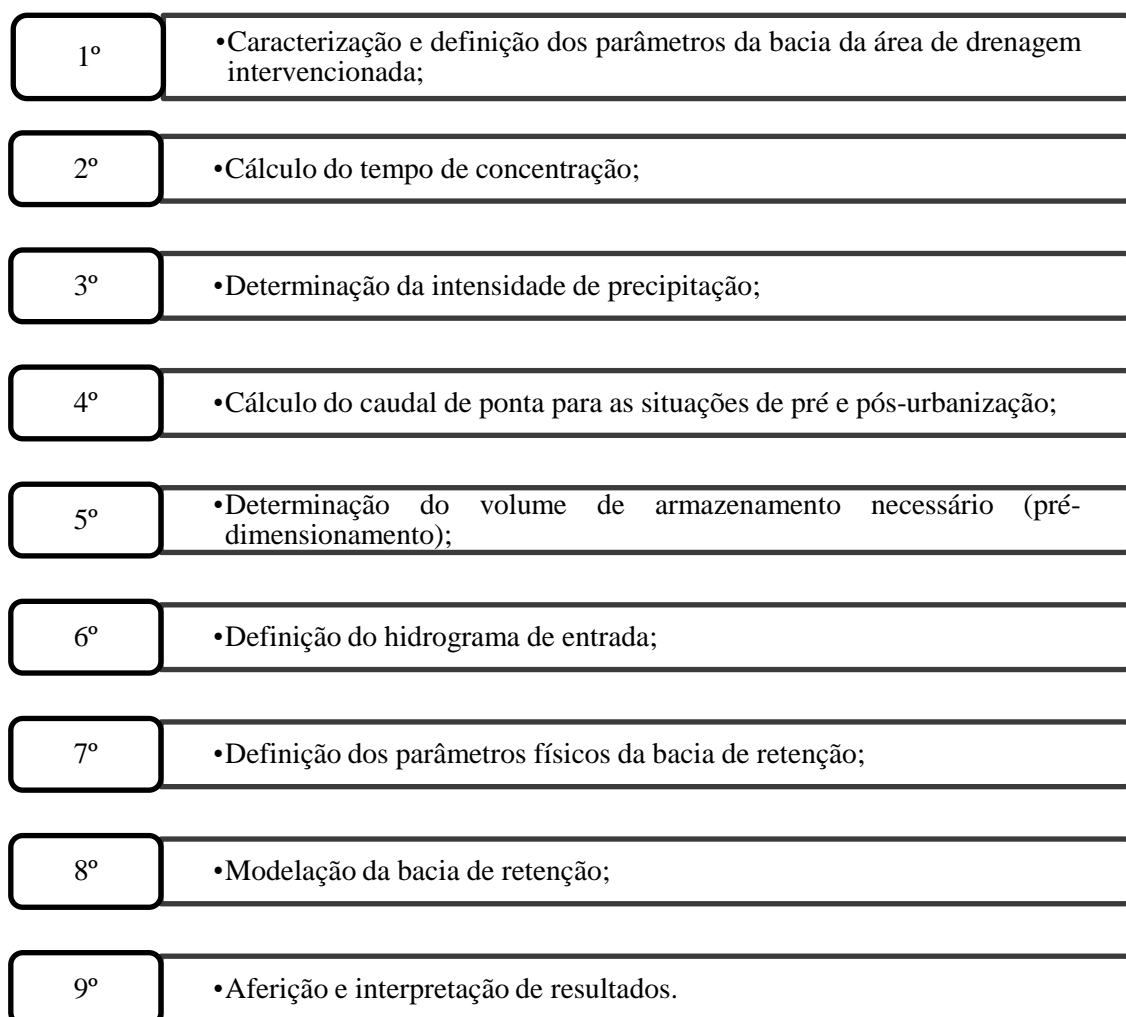 1º
•Caracterização e definição dos parâmetros da bacia da área de drenagem
intervencionada;
2º
•Cálculo do tempo de concentração;
3º
•Determinação da intensidade de precipitação;
4º
•Cálculo do caudal de ponta para as situações de pré e pós-urbanização;
5º
•Determinação do volume de armazenamento necessário (pré-
dimensionamento);
6º
•Definição do hidrograma de entrada;
7º
•Definição dos parâmetros físicos da bacia de retenção;
8º
•Modelação da bacia de retenção;
9º
•Aferição e interpretação de resultados.